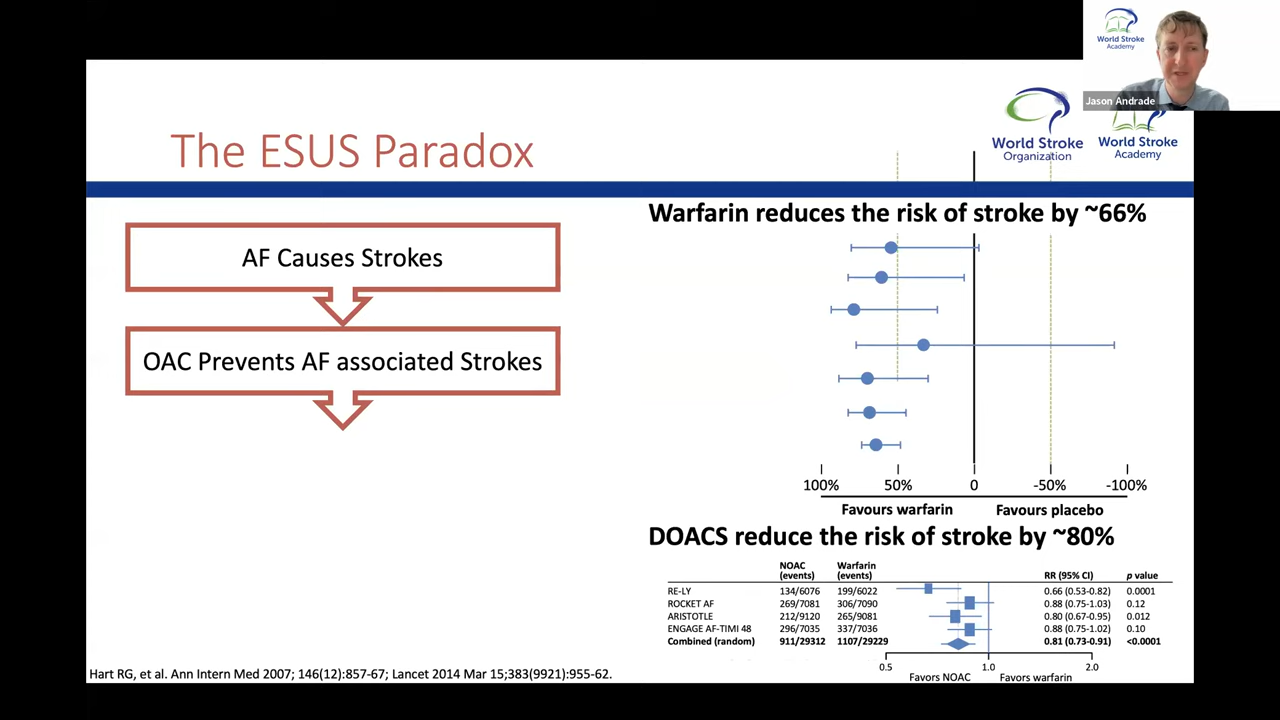 World Stroke
Academy
Jason Andrade
The ESUS Paradox
World Stroke
Organization
World Stroke
Academy
AF Causes Strokes
OAC Prevents AF associated Strokes
Warfarin reduces the risk of stroke by ~66%
100% 50% 0 -50% -100%
Favours warfarin Favours placebo
DOACS reduce the risk of stroke by ~80%
NOAC (events) Warfarin (events) RR (95% CI) p value
RE-LY 134/6076 199/6022 0.66 (0.53-0.82) 0.0001
ROCKET AF 269/7081 306/7090 0.88 (0.75-1.03) 0.12
ARISTOTLE 212/9120 265/9081 0.80 (0.67-0.95) 0.012
ENGAGE AF-TIMI 48 296/7035 337/7036 0.88 (0.75-1.02) 0.10
Combined (random) 911/29312 1107/29229 0.81 (0.73-0.91) <0.0001
0.5 1.0 2.0
Favors NOAC Favors warfarin
Hart RG, et al. Ann Intern Med 2007; 146(12):857-67; Lancet 2014 Mar 15;383(9921):955-62.